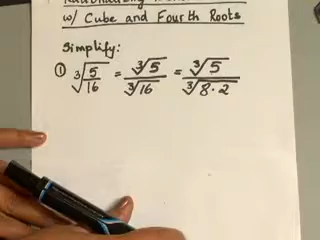 w/ Cube and Fourth Roots
Simplify:
① ∛(5/16) = ∛5/∛16 = ∛5/∛(8·2)